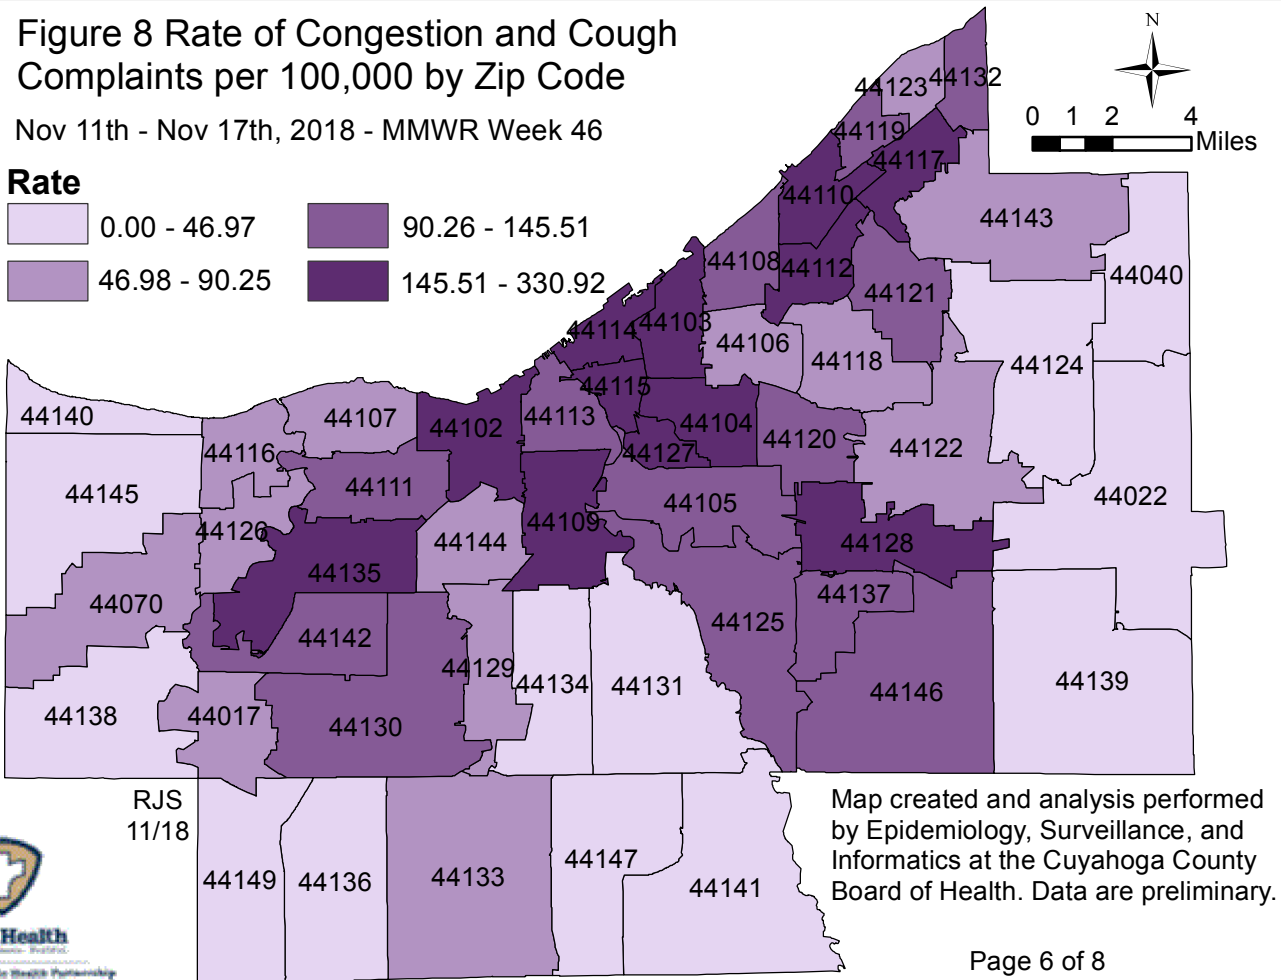 Figure 8 Rate of Congestion and Cough
Complaints per 100,000 by Zip Code
Nov 11th - Nov 17th, 2018 - MMWR Week 46
N
0 1 2 4
Miles
Rate
0.00 - 46.97
90.26 - 145.51
46.98 - 90.25
145.51 - 330.92
44123
44132
44119
44117
44110
44143
44108
44112
44040
44121
44114
44103
44106
44118
44124
44115
44140
44107
44102
44113
44104
44120
44127
44122
44116
44111
44145
44105
44022
44126
44109
44144
44128
44135
44070
44137
44142
44125
44129
44134
44131
44146
44139
44138
44017
44130
RJS
11/18
44149
44136
44133
44147
44141
Map created and analysis performed
by Epidemiology, Surveillance, and
Informatics at the Cuyahoga County
Board of Health. Data are preliminary.
Health
Health Partnership
Page 6 of 8